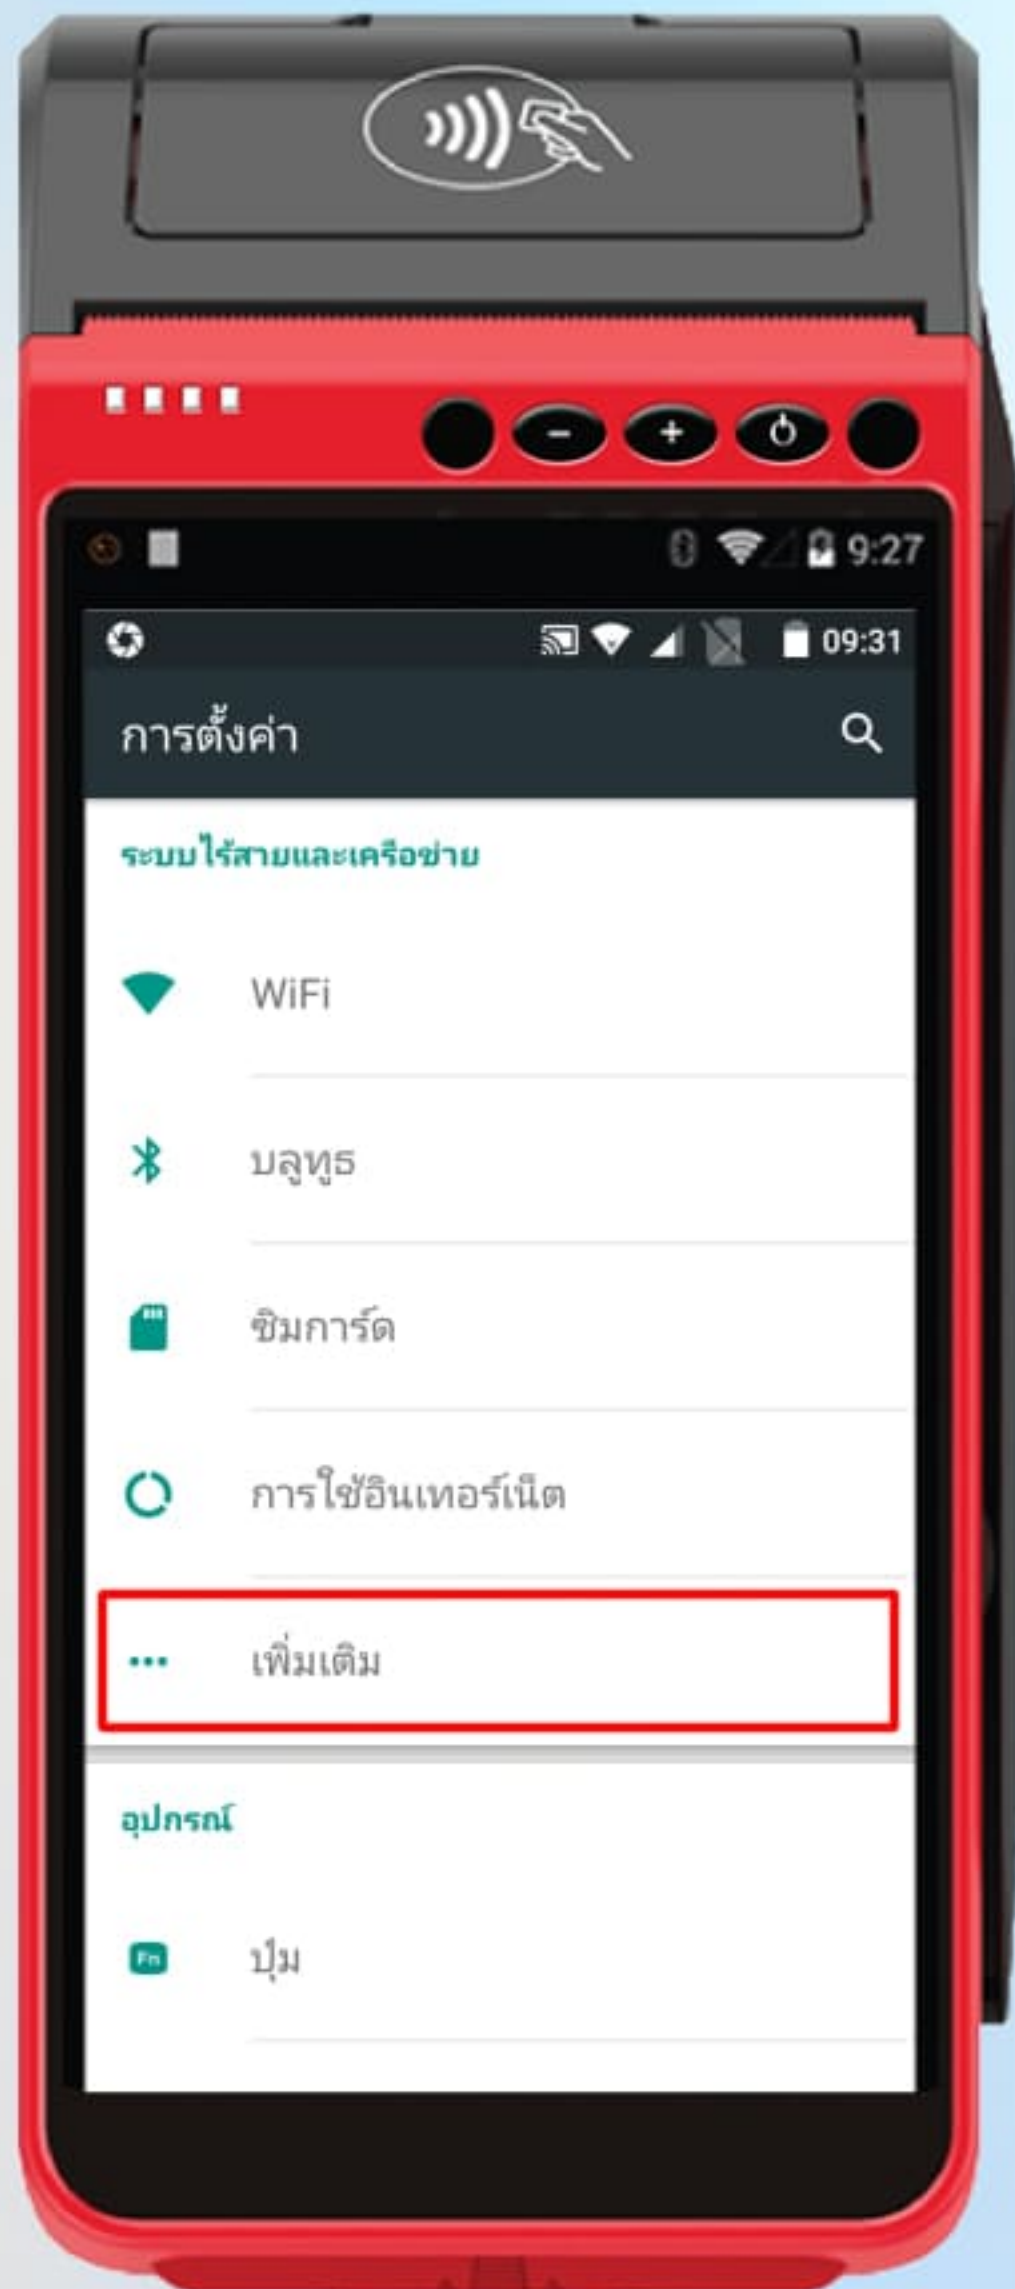 9:27
09:31
การตั้งค่า
ระบบไร้สายและเครือข่าย
WiFi
บลูทูธ
ซิมการ์ด
การใช้อินเทอร์เน็ต
เพิ่มเติม
อุปกรณ์
Fn
ปุ่ม